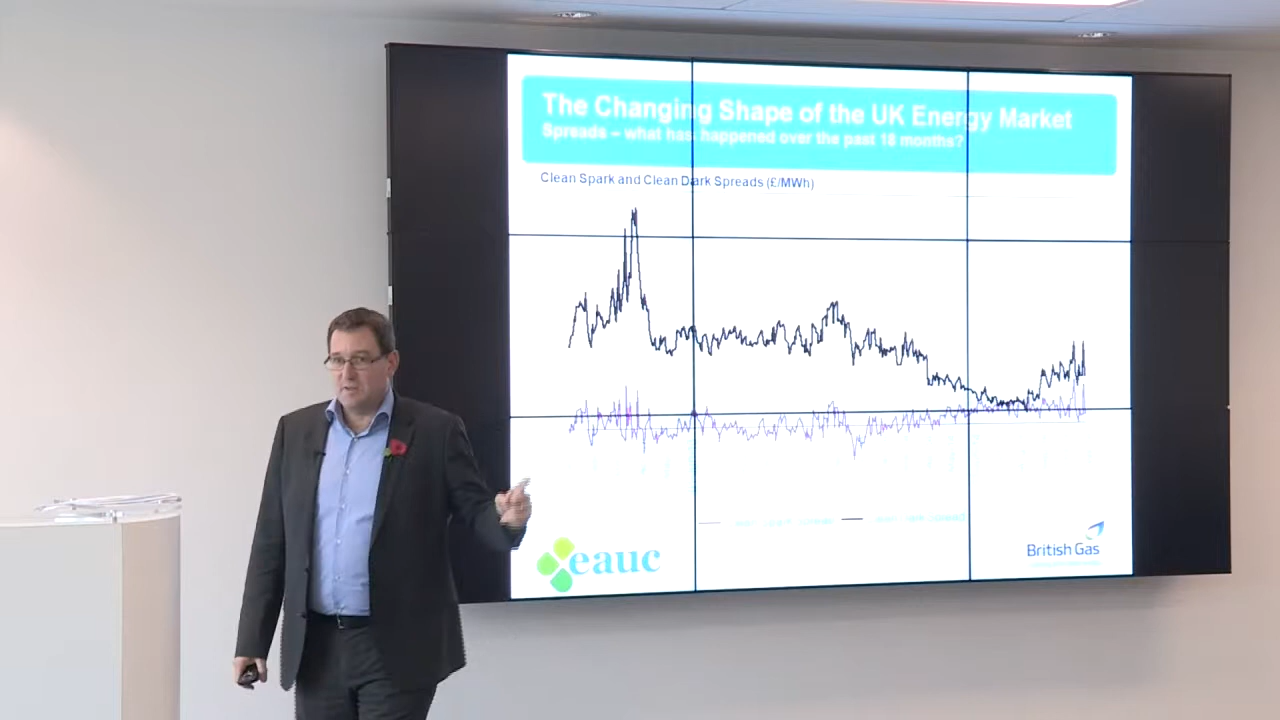 The Changing Shape of the UK Energy Market
Spreads – what has happened over the past 18 months?
Clean Spark and Clean Dark Spreads (£/MWh)
eauc
British Gas